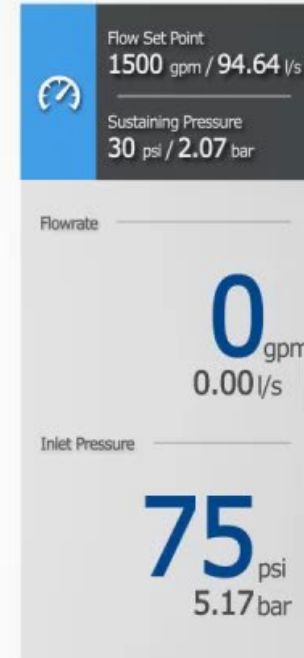 Flow Set Point
1500 gpm / 94.64 l/s
Sustaining Pressure
30 psi / 2.07 bar
Flowrate
0 gpm
0.00 l/s
Inlet Pressure
75 psi
5.17 bar